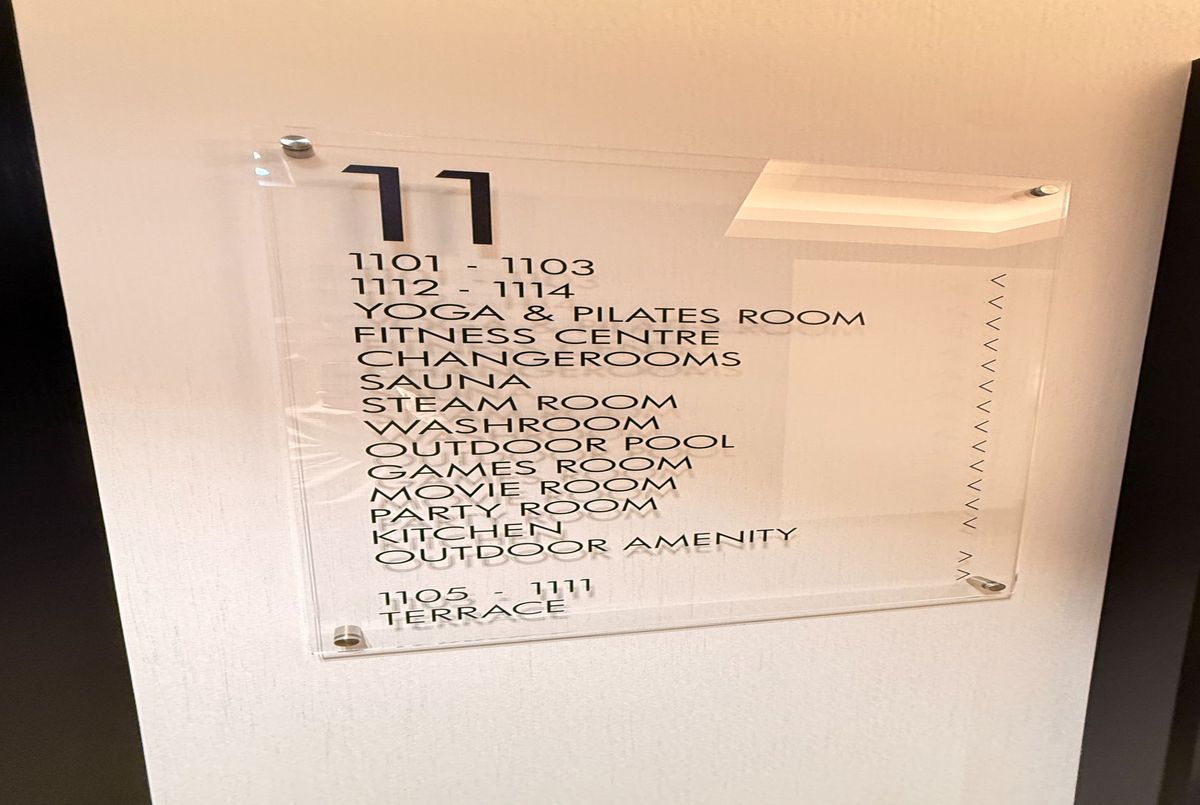 11
1101 - 1103 <
1112 - 1114 <
YOGA & PILATES ROOM <
FITNESS CENTRE <
CHANGEROOMS <
SAUNA <
STEAM ROOM <
WASHROOM <
OUTDOOR POOL <
GAMES ROOM <
MOVIE ROOM <
PARTY ROOM <
KITCHEN <
OUTDOOR AMENITY <
1105 - 1111 >
TERRACE >